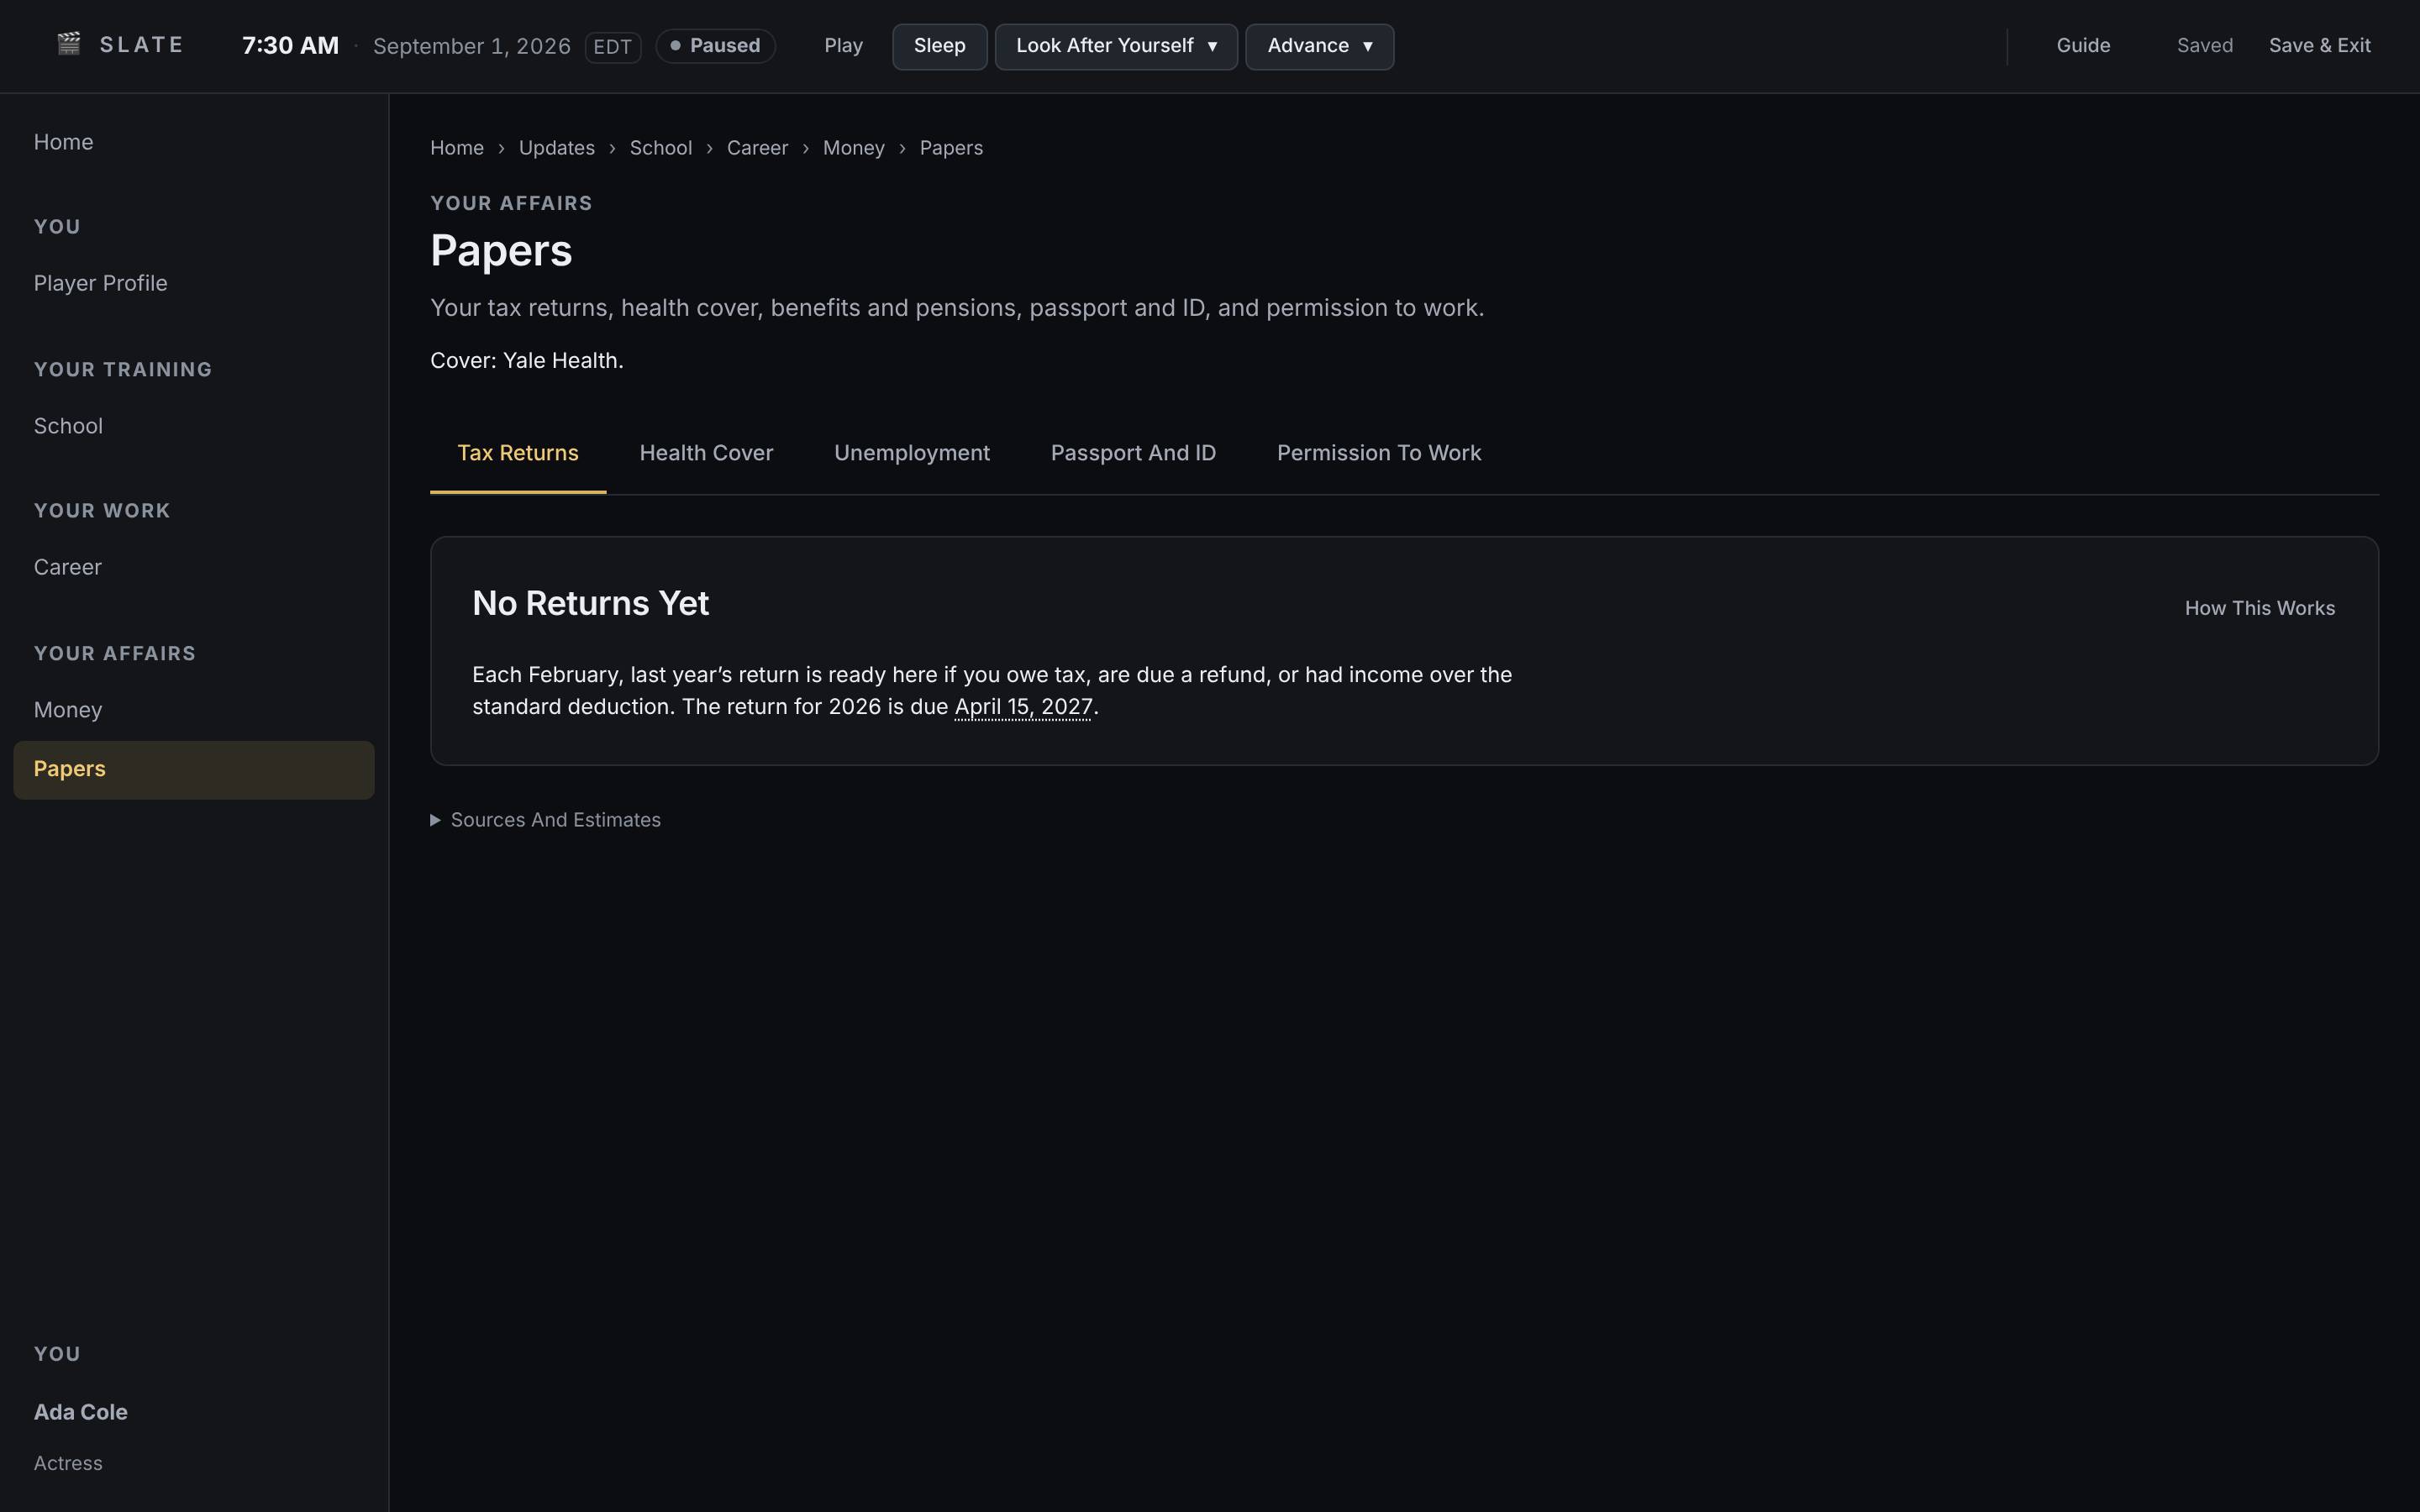 SLATE
7:30 AM · September 1, 2026 EDT Paused Play Sleep Look After Yourself ▾ Advance ▾ Guide Saved Save & Exit
Home
YOU
Player Profile
YOUR TRAINING
School
YOUR WORK
Career
YOUR AFFAIRS
Money
Papers
YOU
Ada Cole
Actress
Home › Updates › School › Career › Money › Papers
YOUR AFFAIRS
Papers
Your tax returns, health cover, benefits and pensions, passport and ID, and permission to work.
Cover: Yale Health.
Tax Returns Health Cover Unemployment Passport And ID Permission To Work
No Returns Yet
How This Works
Each February, last year’s return is ready here if you owe tax, are due a refund, or had income over the
standard deduction. The return for 2026 is due April 15, 2027.
Sources And Estimates